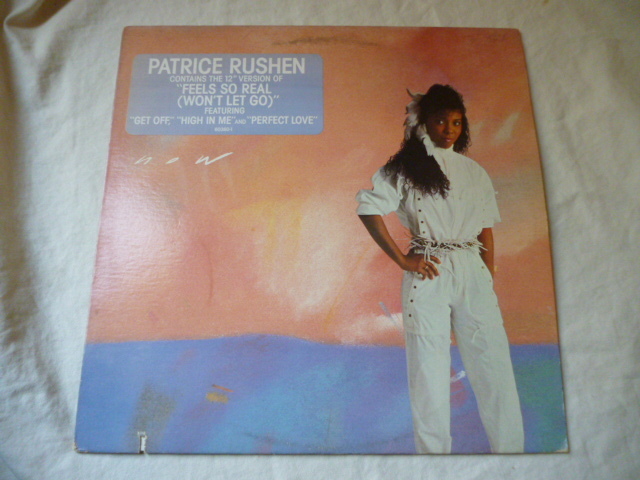 PATRICE RUSHEN
CONTAINS THE 12" VERSION OF
"FEELS SO REAL
(WON'T LET GO)"
FEATURING
"GET OFF," "HIGH IN ME" AND "PERFECT LOVE"
now